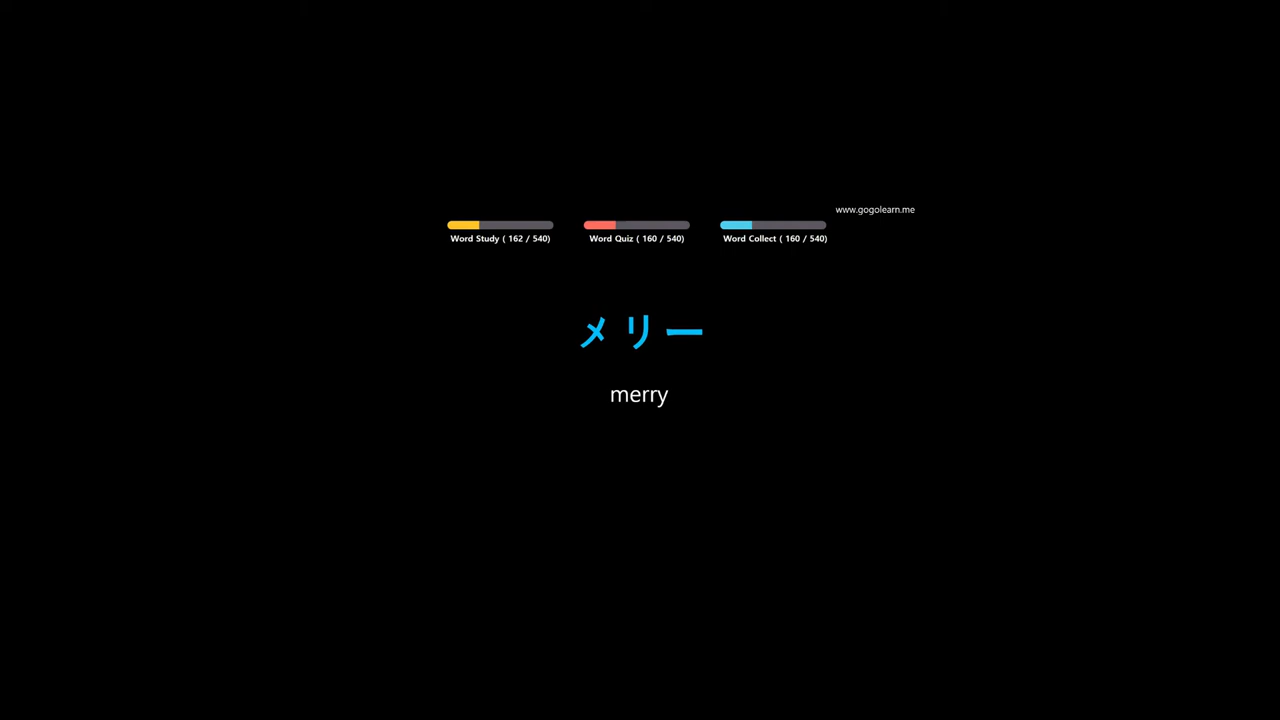 www.gogolearn.me
Word Study ( 162 / 540)
Word Quiz ( 160 / 540)
Word Collect ( 160 / 540)
メリー
merry